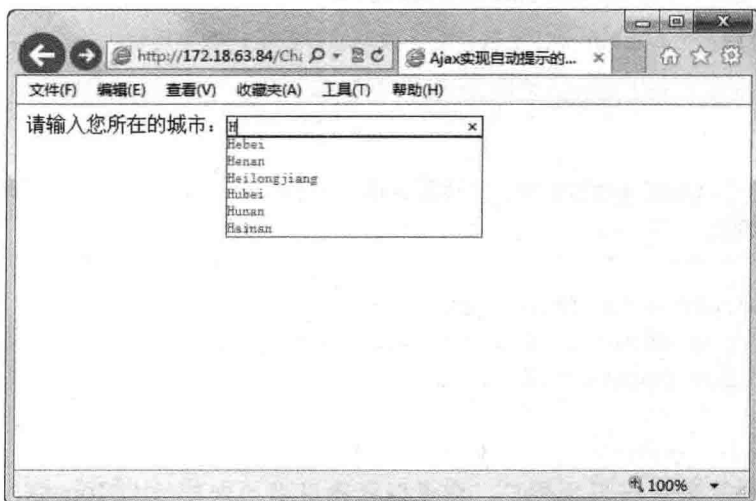 http://172.18.63.84/Ch
Ajax实现自动提示的...
文件(F) 编辑(E) 查看(V) 收藏夹(A) 工具(T) 帮助(H)
请输入您所在的城市：H
Hebei
Henan
Heilongjiang
Hubei
Hunan
Hainan
100%